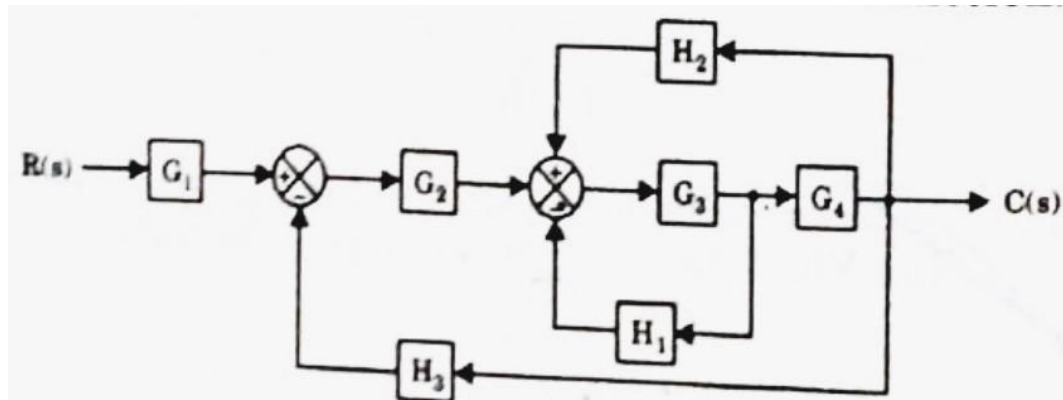 H₂
R(s) G₁ + - G₂ + - G₃ G₄ C(s)
H₁
H₃